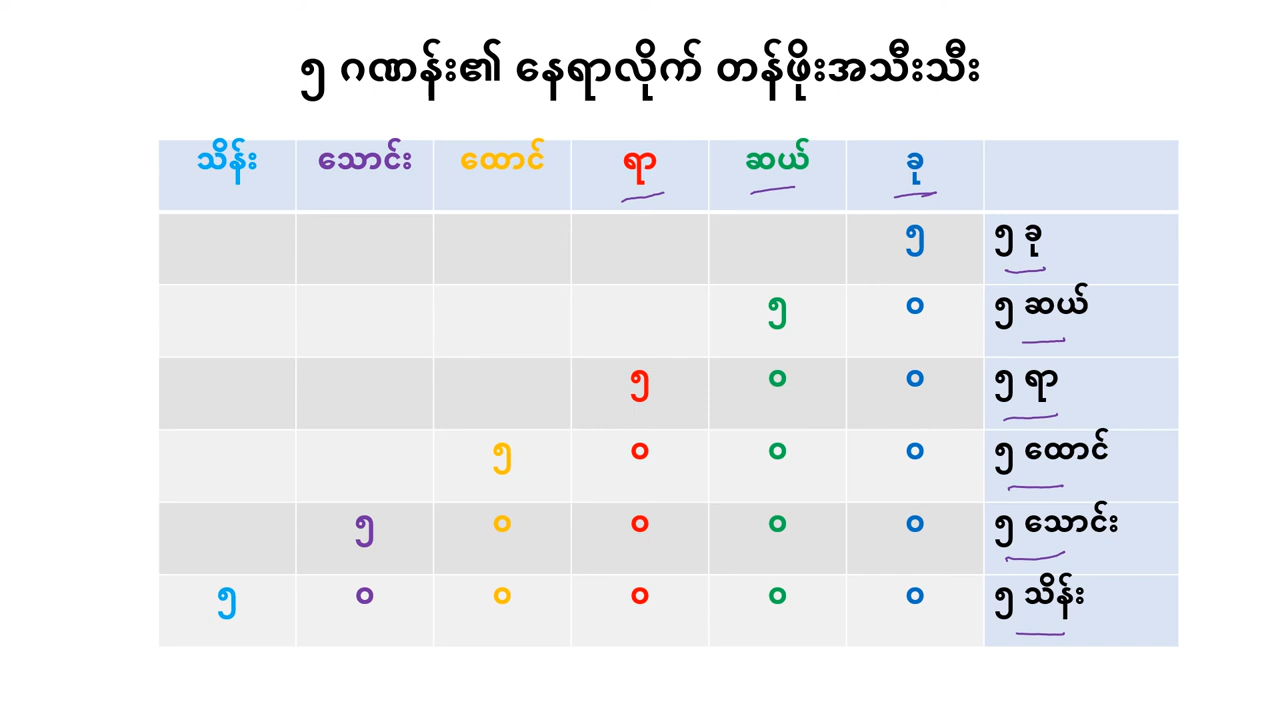 ၅ ဂဏန်း၏ နေရာလိုက် တန်ဖိုးအသီးသီး
သိန်း သောင်း ထောင် ရာ ဆယ် ခု
၅ ၅ ခု
၅ ၀ ၅ ဆယ်
၅ ၀ ၀ ၅ ရာ
၅ ၀ ၀ ၀ ၅ ထောင်
၅ ၀ ၀ ၀ ၀ ၅ သောင်း
၅ ၀ ၀ ၀ ၀ ၀ ၅ သိန်း